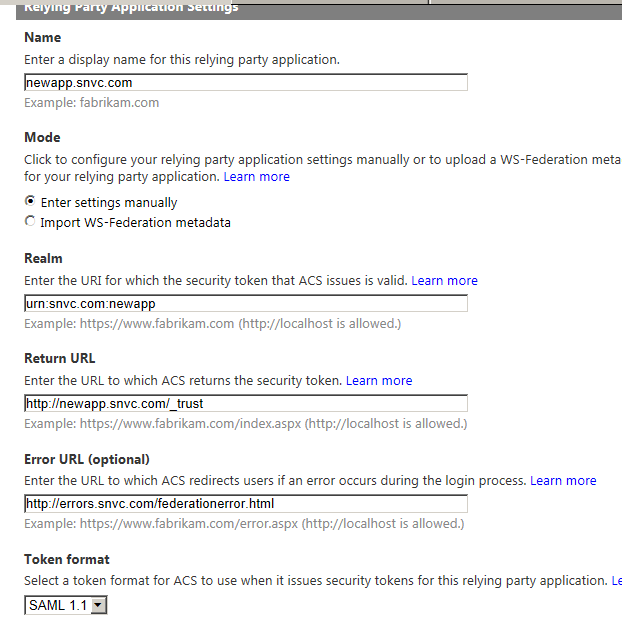 Relying Party Application Settings
Name
Enter a display name for this relying party application.
newapp.snvc.com
Example: fabrikam.com
Mode
Click to configure your relying party application settings manually or to upload a WS-Federation meta
for your relying party application. Learn more
Enter settings manually
Import WS-Federation metadata
Realm
Enter the URI for which the security token that ACS issues is valid. Learn more
urn:snvc.com:newapp
Example: https://www.fabrikam.com (http://localhost is allowed.)
Return URL
Enter the URL to which ACS returns the security token. Learn more
http://newapp.snvc.com/_trust
Example: https://www.fabrikam.com/index.aspx (http://localhost is allowed.)
Error URL (optional)
Enter the URL to which ACS redirects users if an error occurs during the login process. Learn more
http://errors.snvc.com/federationerror.html
Example: https://www.fabrikam.com/error.aspx (http://localhost is allowed.)
Token format
Select a token format for ACS to use when it issues security tokens for this relying party application. Le
SAML 1.1